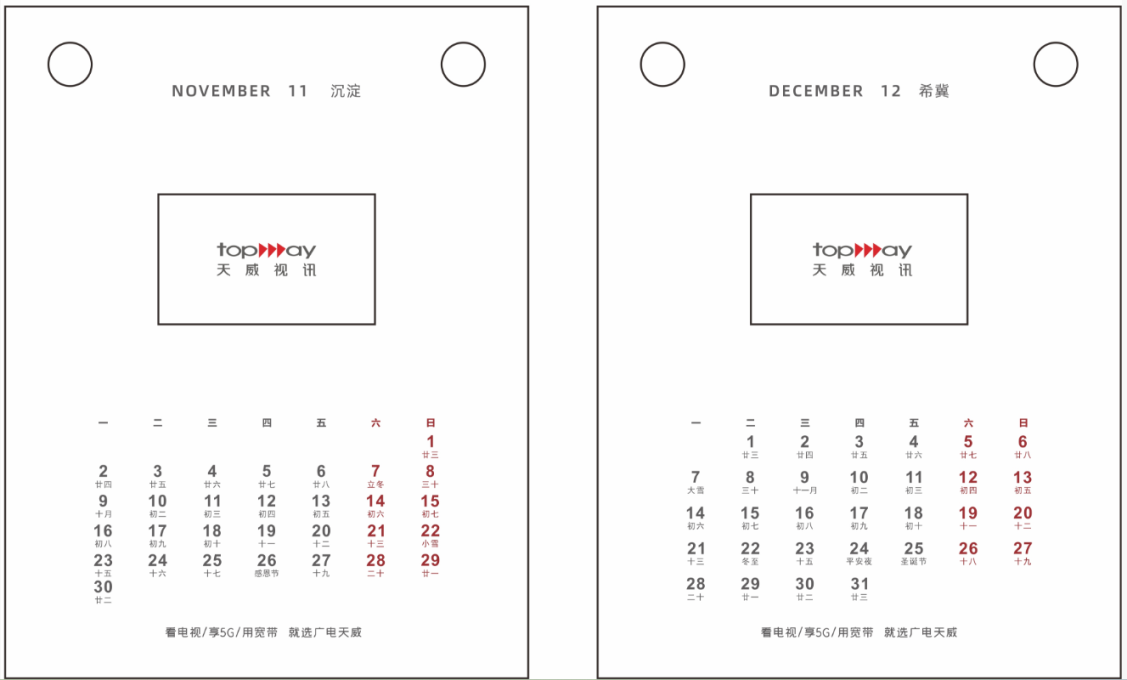 NOVEMBER 11 沉淀
topway
天威视讯
一 二 三 四 五 六 日
1
廿三
2 3 4 5 6 7 8
廿四 廿五 廿六 廿七 廿八 立冬 三十
9 10 11 12 13 14 15
十月 初二 初三 初四 初五 初六 初七
16 17 18 19 20 21 22
初八 初九 初十 十一 十二 十三 小雪
23 24 25 26 27 28 29
十五 十六 十七 感恩节 十九 二十 廿一
30
廿二
看电视/享5G/用宽带 就选广电天威
DECEMBER 12 希冀
topway
天威视讯
一 二 三 四 五 六 日
1 2 3 4 5 6
廿三 廿四 廿五 廿六 廿七 廿八
7 8 9 10 11 12 13
大雪 三十 十一月 初二 初三 初四 初五
14 15 16 17 18 19 20
初六 初七 初八 初九 初十 十一 十二
21 22 23 24 25 26 27
十三 冬至 十五 平安夜 圣诞节 十八 十九
28 29 30 31
二十 廿一 廿二 廿三
看电视/享5G/用宽带 就选广电天威